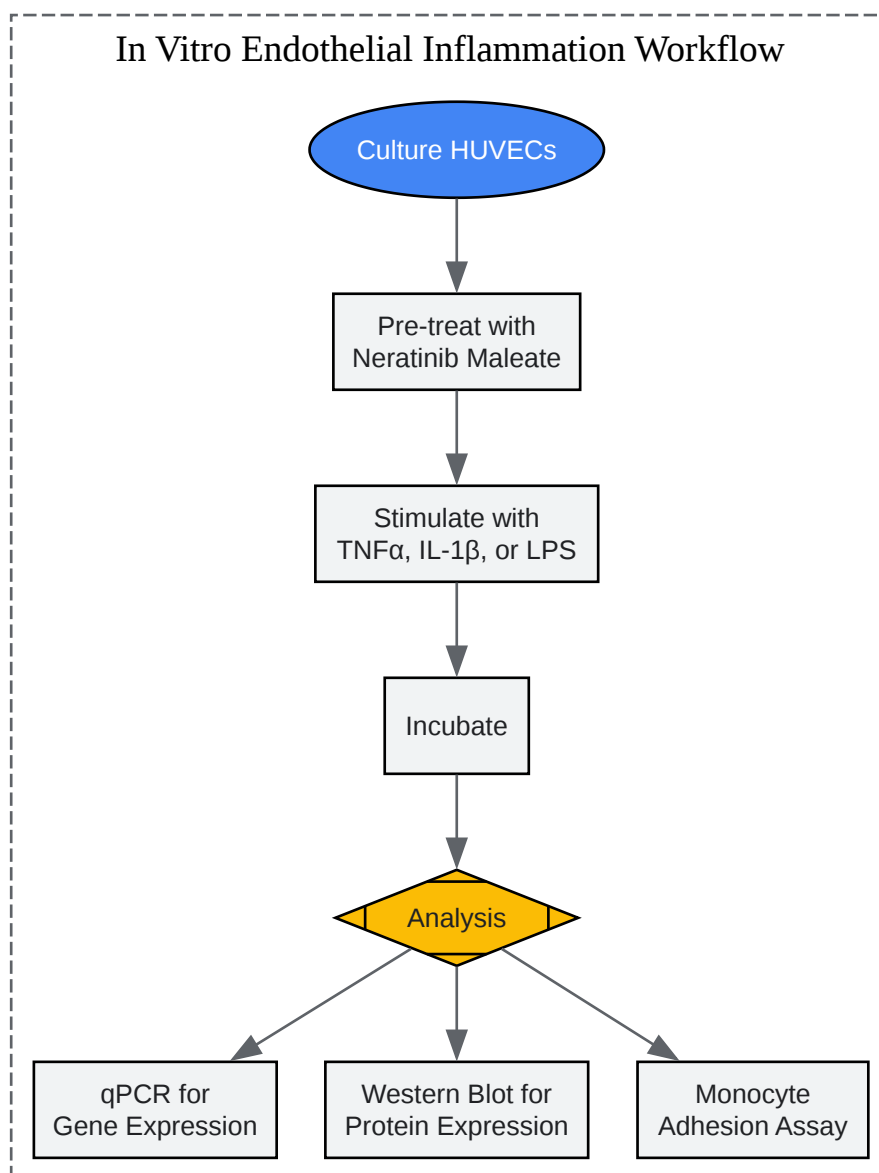 In Vitro Endothelial Inflammation Workflow
Culture HUVECs
Pre-treat with
Neratinib Maleate
Stimulate with
TNFα, IL-1β, or LPS
Incubate
Analysis
qPCR for
Gene Expression
Western Blot for
Protein Expression
Monocyte
Adhesion Assay